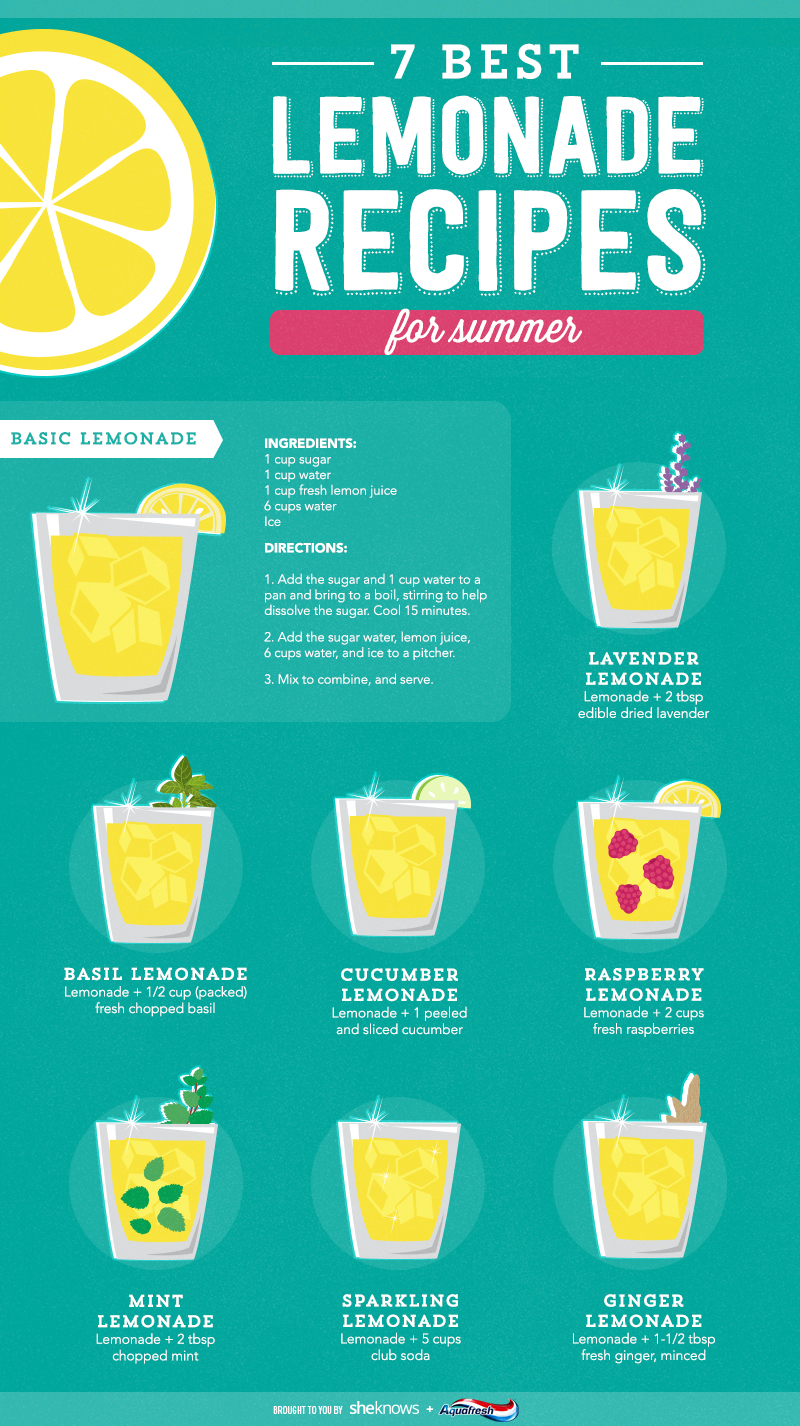 7 BEST
LEMONADE
RECIPES
for summer
BASIC LEMONADE
INGREDIENTS:
1 cup sugar
1 cup water
1 cup fresh lemon juice
6 cups water
Ice
DIRECTIONS:
1. Add the sugar and 1 cup water to a
pan and bring to a boil, stirring to help
dissolve the sugar. Cool 15 minutes.
2. Add the sugar water, lemon juice,
6 cups water, and ice to a pitcher.
3. Mix to combine, and serve.
LAVENDER
LEMONADE
Lemonade + 2 tbsp
edible dried lavender
BASIL LEMONADE
Lemonade + 1/2 cup (packed)
fresh chopped basil
CUCUMBER
LEMONADE
Lemonade + 1 peeled
and sliced cucumber
RASPBERRY
LEMONADE
Lemonade + 2 cups
fresh raspberries
MINT
LEMONADE
Lemonade + 2 tbsp
chopped mint
SPARKLING
LEMONADE
Lemonade + 5 cups
club soda
GINGER
LEMONADE
Lemonade + 1-1/2 tbsp
fresh ginger, minced
BROUGHT TO YOU BY sheknows + Aquafresh